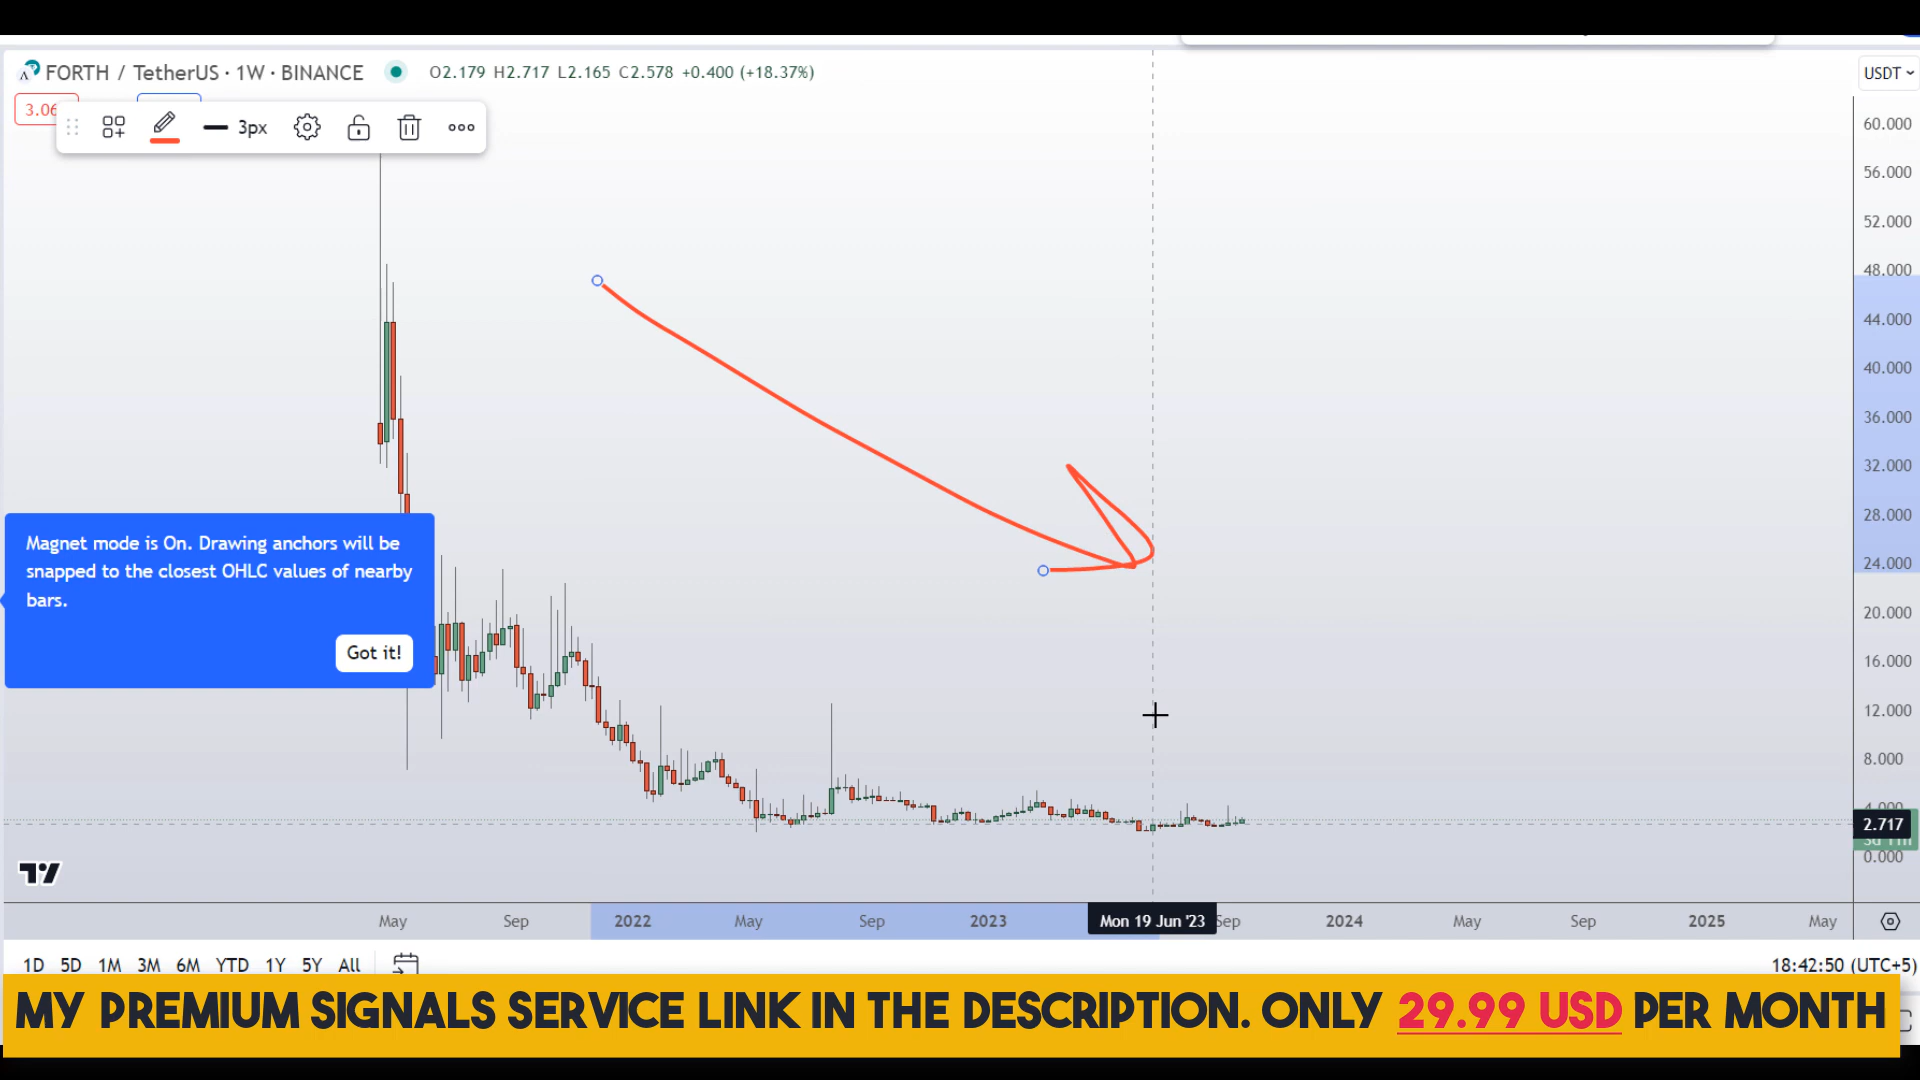 FORTH / TetherUS · 1W · BINANCE O2.179 H2.717 L2.165 C2.578 +0.400 (+18.37%)
USDT
3.06
3px
60.000
56.000
52.000
48.000
44.000
40.000
36.000
32.000
28.000
24.000
20.000
16.000
12.000
8.000
4.000
2.717
0.000
Magnet mode is On. Drawing anchors will be
snapped to the closest OHLC values of nearby
bars.
Got it!
May Sep 2022 May Sep 2023 Mon 19 Jun '23 Sep 2024 May Sep 2025 May
1D 5D 1M 3M 6M YTD 1Y 5Y All 18:42:50 (UTC+5)
MY PREMIUM SIGNALS SERVICE LINK IN THE DESCRIPTION. ONLY 29.99 USD PER MONTH